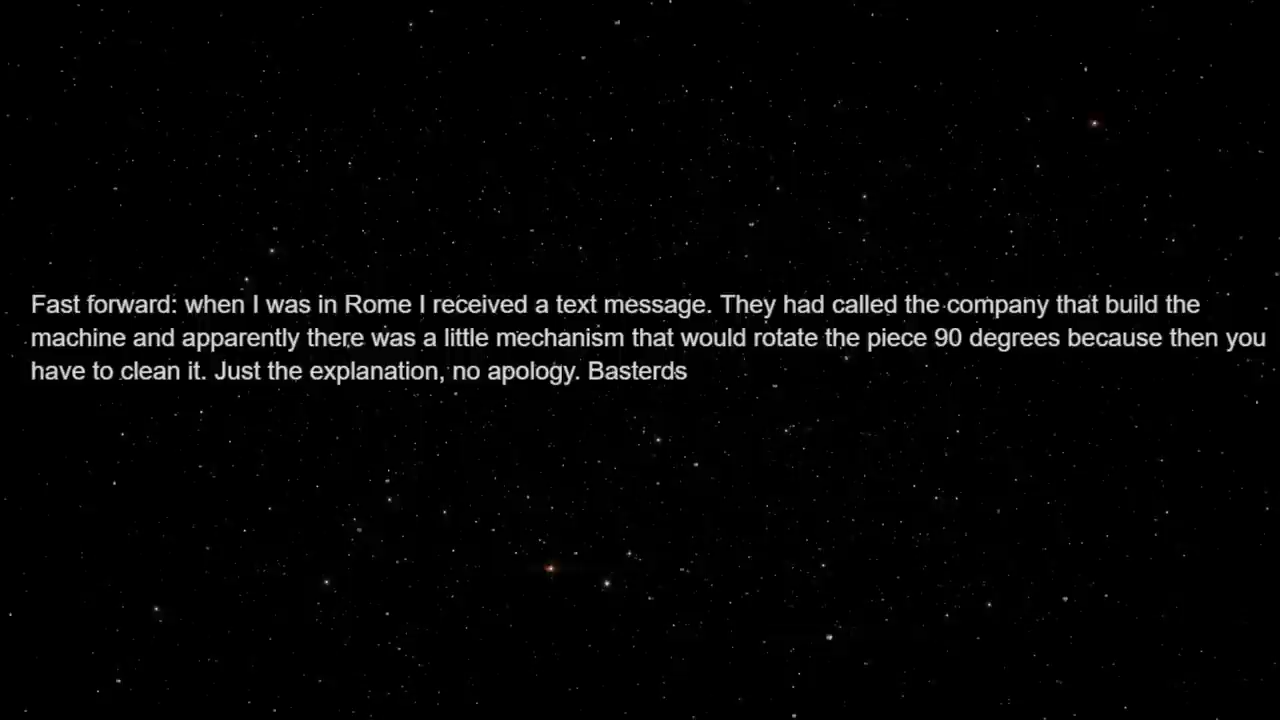 Fast forward: when I was in Rome I received a text message. They had called the company that build the
machine and apparently there was a little mechanism that would rotate the piece 90 degrees because then you
have to clean it. Just the explanation, no apology. Basterds